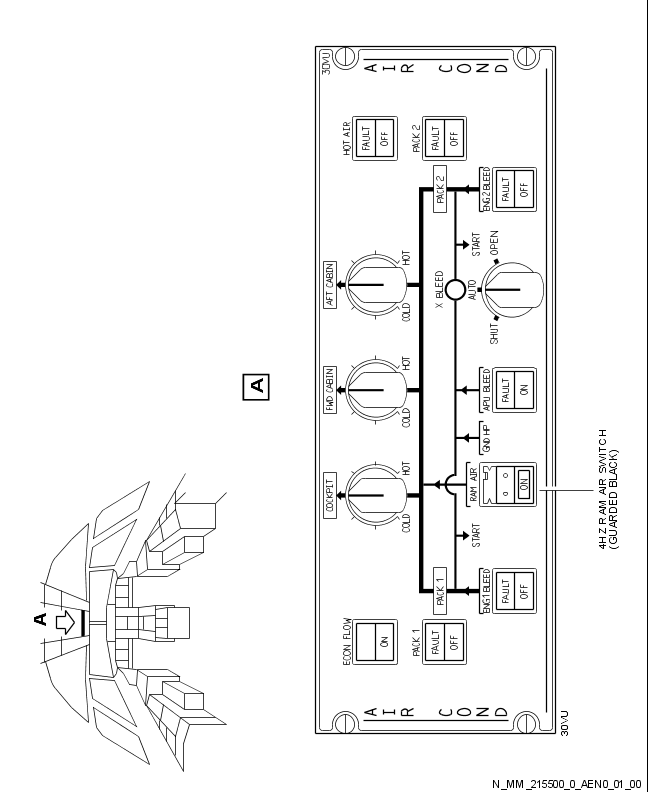 30VU
AIR COND
HOT AIR
FAULT
OFF
PACK 2
FAULT
OFF
PACK 2
ENG 2 BLEED
FAULT
OFF
AFT CABIN
COLD
HOT
X BLEED
START
SHUT
AUTO
OPEN
FWD CABIN
COLD
HOT
APU BLEED
FAULT
ON
GND HP
COCKPIT
COLD
HOT
RAM AIR
ON
START
PACK 1
ENG 1 BLEED
FAULT
OFF
ECON FLOW
ON
PACK 1
FAULT
OFF
AIR COND
30VU
4HZ RAM AIR SWITCH
(GUARDED BLACK)
A
A
N_MM_215500_0_AEN0_01_00